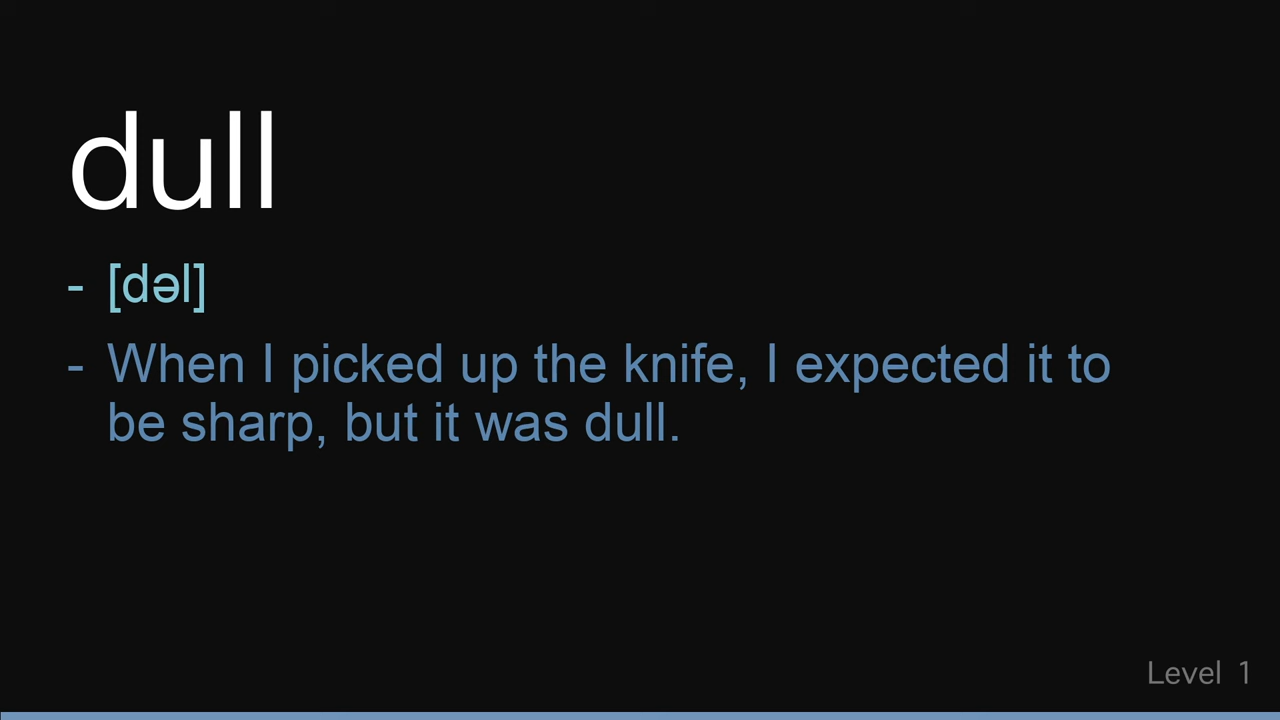 dull
- [dəl]
- When I picked up the knife, I expected it to
be sharp, but it was dull.
Level 1